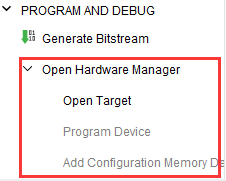 PROGRAM AND DEBUG
Generate Bitstream
Open Hardware Manager
Open Target
Program Device
Add Configuration Memory De